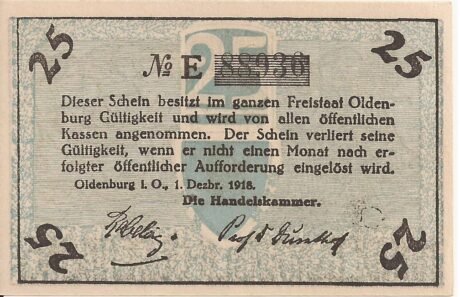 25 25
25
№ E 88936
Dieser Schein besitzt im ganzen Freistaat Olden-
burg Gültigkeit und wird von allen öffentlichen
Kassen angenommen. Der Schein verliert seine
Gültigkeit, wenn er nicht einen Monat nach er-
folgter öffentlicher Aufforderung eingelöst wird.
Oldenburg i. O., 1. Dezbr. 1918.
Die Handelskammer.
25 25